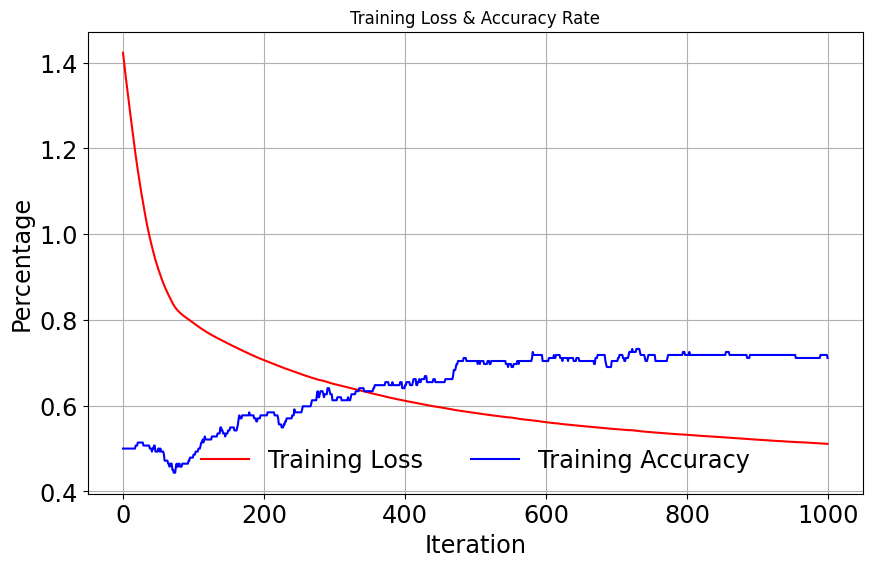 Training Loss & Accuracy Rate
Percentage
1.4
1.2
1.0
0.8
0.6
0.4
Training Loss
Training Accuracy
0 200 400 600 800 1000
Iteration